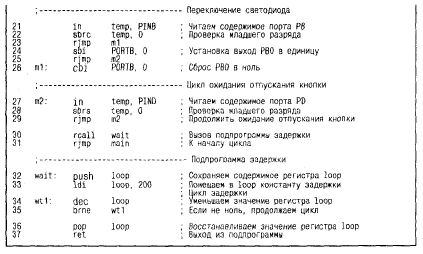 ;------------------------- Переключение светодиода
21 in temp, PINB ; Читаем содержимое порта PB
22 sbrc temp, 0 ; Проверка младшего разряда
23 rjmp m1
24 sbi PORTB, 0 ; Установка выход PB0 в единицу
25 rjmp m2
26 m1: cbi PORTB, 0 ; Сброс PB0 в ноль
;------------------------- Цикл ожидания отпускания кнопки
27 m2: in temp, PIND ; Читаем содержимое порта PD
28 sbrs temp, 0 ; Проверка младшего разряда
29 rjmp m2 ; Продолжить ожидание отпускания кнопки
30 rcall wait ; Вызов подпрограммы задержки
31 rjmp main ; К началу цикла
;------------------------- Подпрограмма задержки
32 wait: push loop ; Сохраняем содержимое регистра loop
33 ldi loop, 200 ; Помещаем в loop константу задержки
; Цикл задержки
34 wt1: dec loop ; Уменьшаем значение регистра loop
35 brne wt1 ; Если не ноль, продолжаем цикл
36 pop loop ; Восстанавливаем значение регистра loop
37 ret ; Выход из подпрограммы